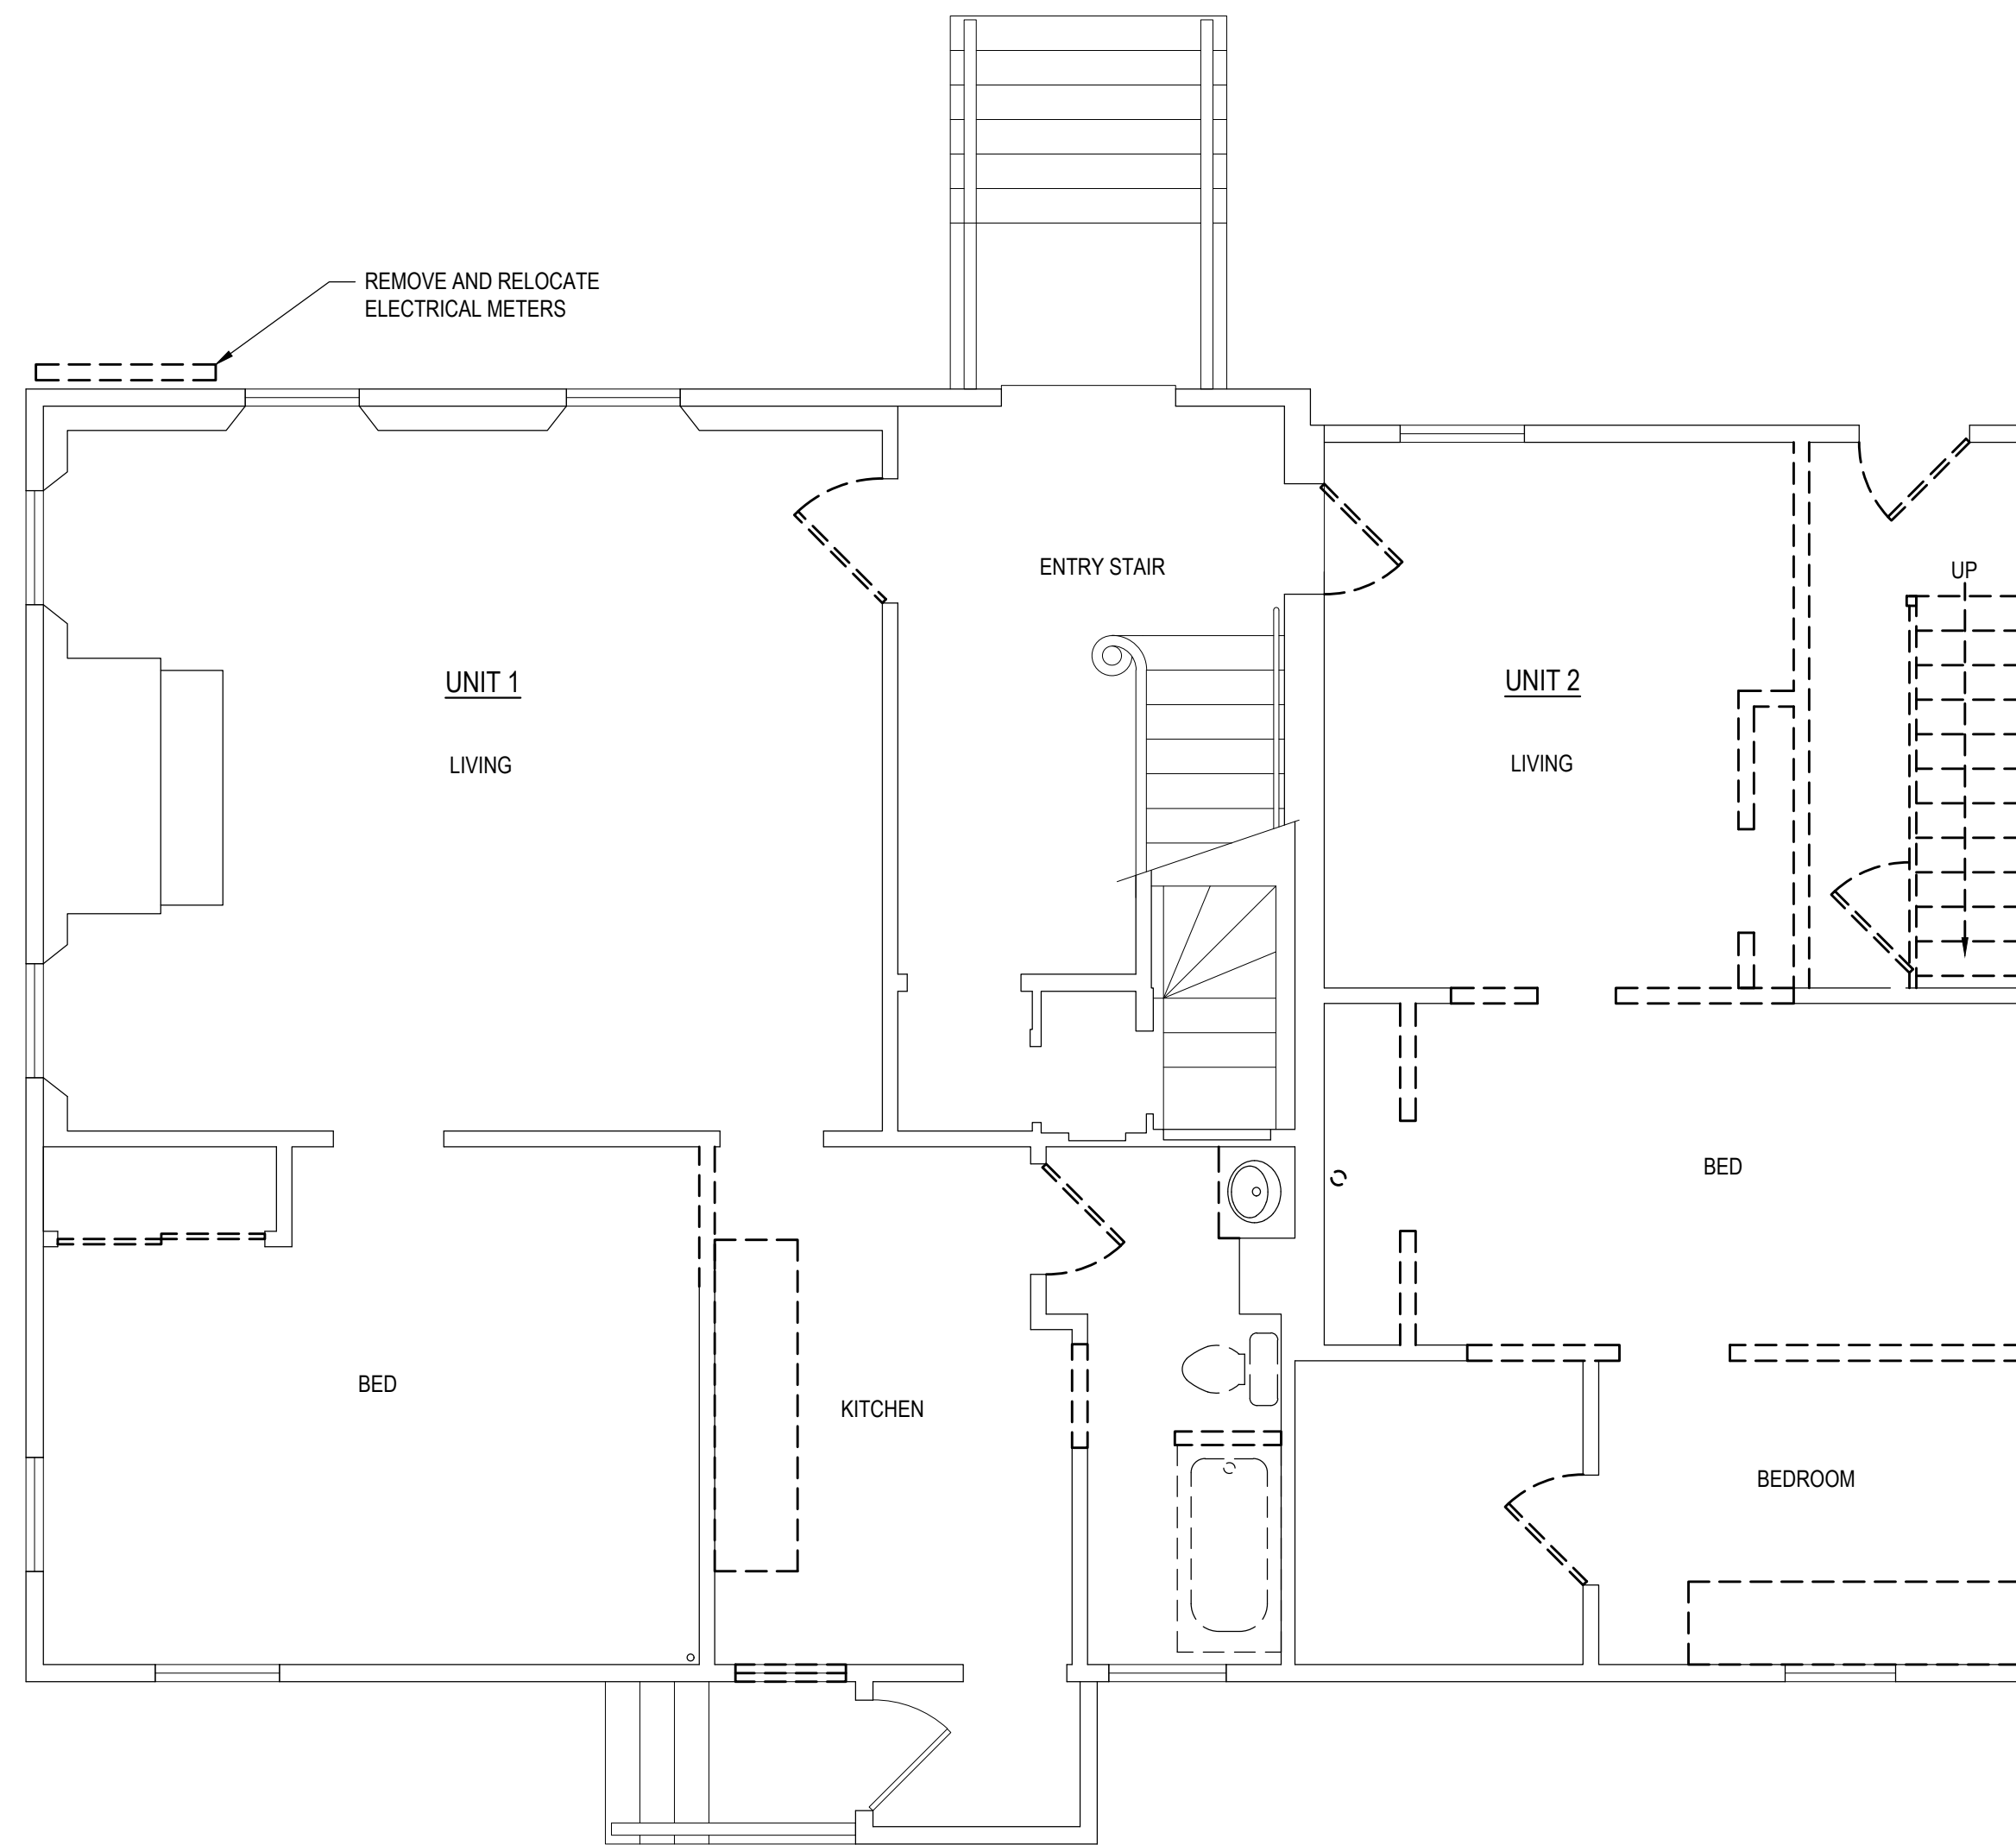 REMOVE AND RELOCATE
ELECTRICAL METERS
ENTRY STAIR
UP
UNIT 1
UNIT 2
LIVING
LIVING
BED
BED
KITCHEN
BEDROOM